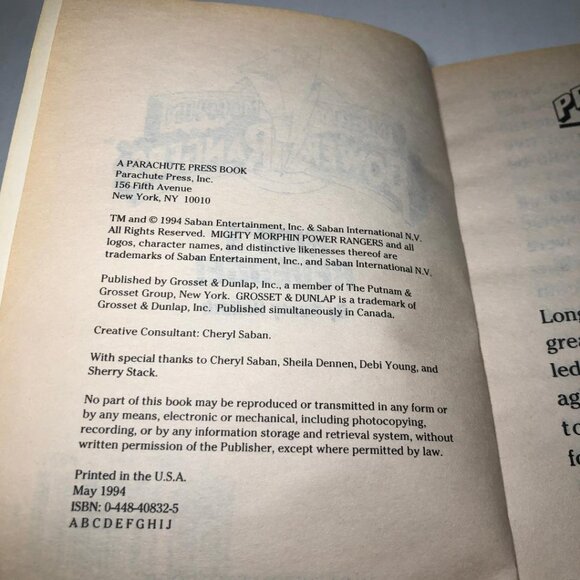 A PARACHUTE PRESS BOOK
Parachute Press, Inc.
156 Fifth Avenue
New York, NY 10010
TM and © 1994 Saban Entertainment, Inc. & Saban International N.V.
All Rights Reserved. MIGHTY MORPHIN POWER RANGERS and all
logos, character names, and distinctive likenesses thereof are
trademarks of Saban Entertainment, Inc., and Saban International N.V.
Published by Grosset & Dunlap, Inc., a member of The Putnam &
Grosset Group, New York. GROSSET & DUNLAP is a trademark of
Grosset & Dunlap, Inc. Published simultaneously in Canada.
Creative Consultant: Cheryl Saban.
With special thanks to Cheryl Saban, Sheila Dennen, Debi Young, and
Sherry Stack.
No part of this book may be reproduced or transmitted in any form or
by any means, electronic or mechanical, including photocopying,
recording, or by any information storage and retrieval system, without
written permission of the Publisher, except where permitted by law.
Printed in the U.S.A.
May 1994
ISBN: 0-448-40832-5
A B C D E F G H I J
Long
grea
led
ag
to
fo